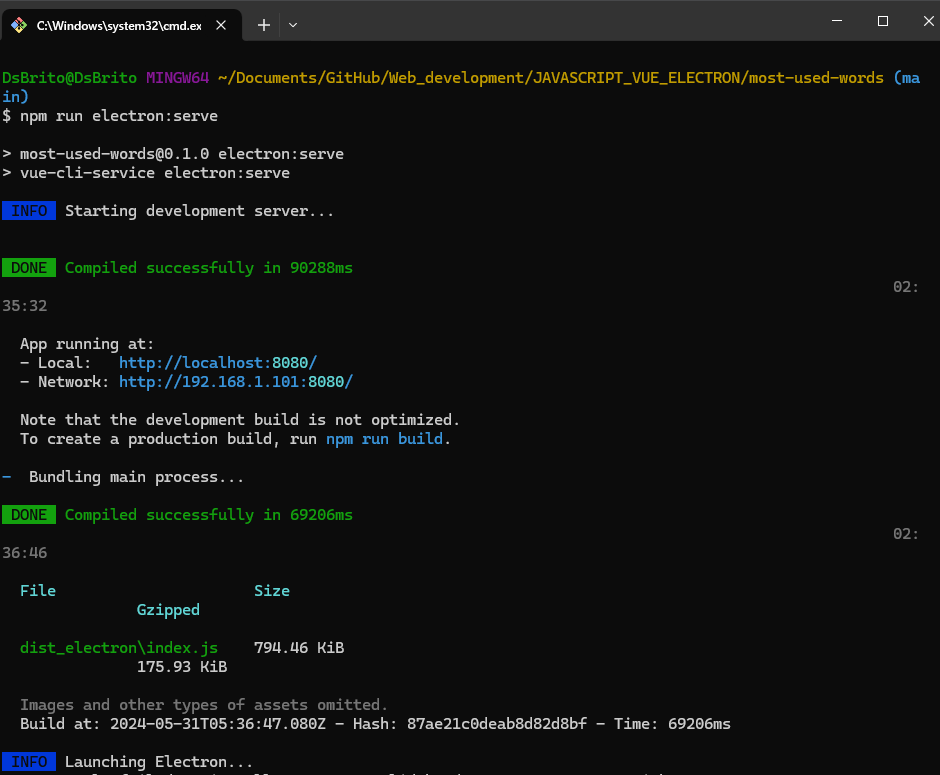 C:\Windows\system32\cmd.ex
DsBrito@DsBrito MINGW64 ~/Documents/GitHub/Web_development/JAVASCRIPT_VUE_ELECTRON/most-used-words (ma
in)
$ npm run electron:serve
> most-used-words@0.1.0 electron:serve
> vue-cli-service electron:serve
INFO Starting development server...
DONE Compiled successfully in 90288ms
02:
35:32
App running at:
- Local: http://localhost:8080/
- Network: http://192.168.1.101:8080/
Note that the development build is not optimized.
To create a production build, run npm run build.
- Bundling main process...
DONE Compiled successfully in 69206ms
02:
36:46
File Size
Gzipped
dist_electron\index.js 794.46 KiB
175.93 KiB
Images and other types of assets omitted.
Build at: 2024-05-31T05:36:47.080Z - Hash: 87ae21c0deab8d82d8bf - Time: 69206ms
INFO Launching Electron...